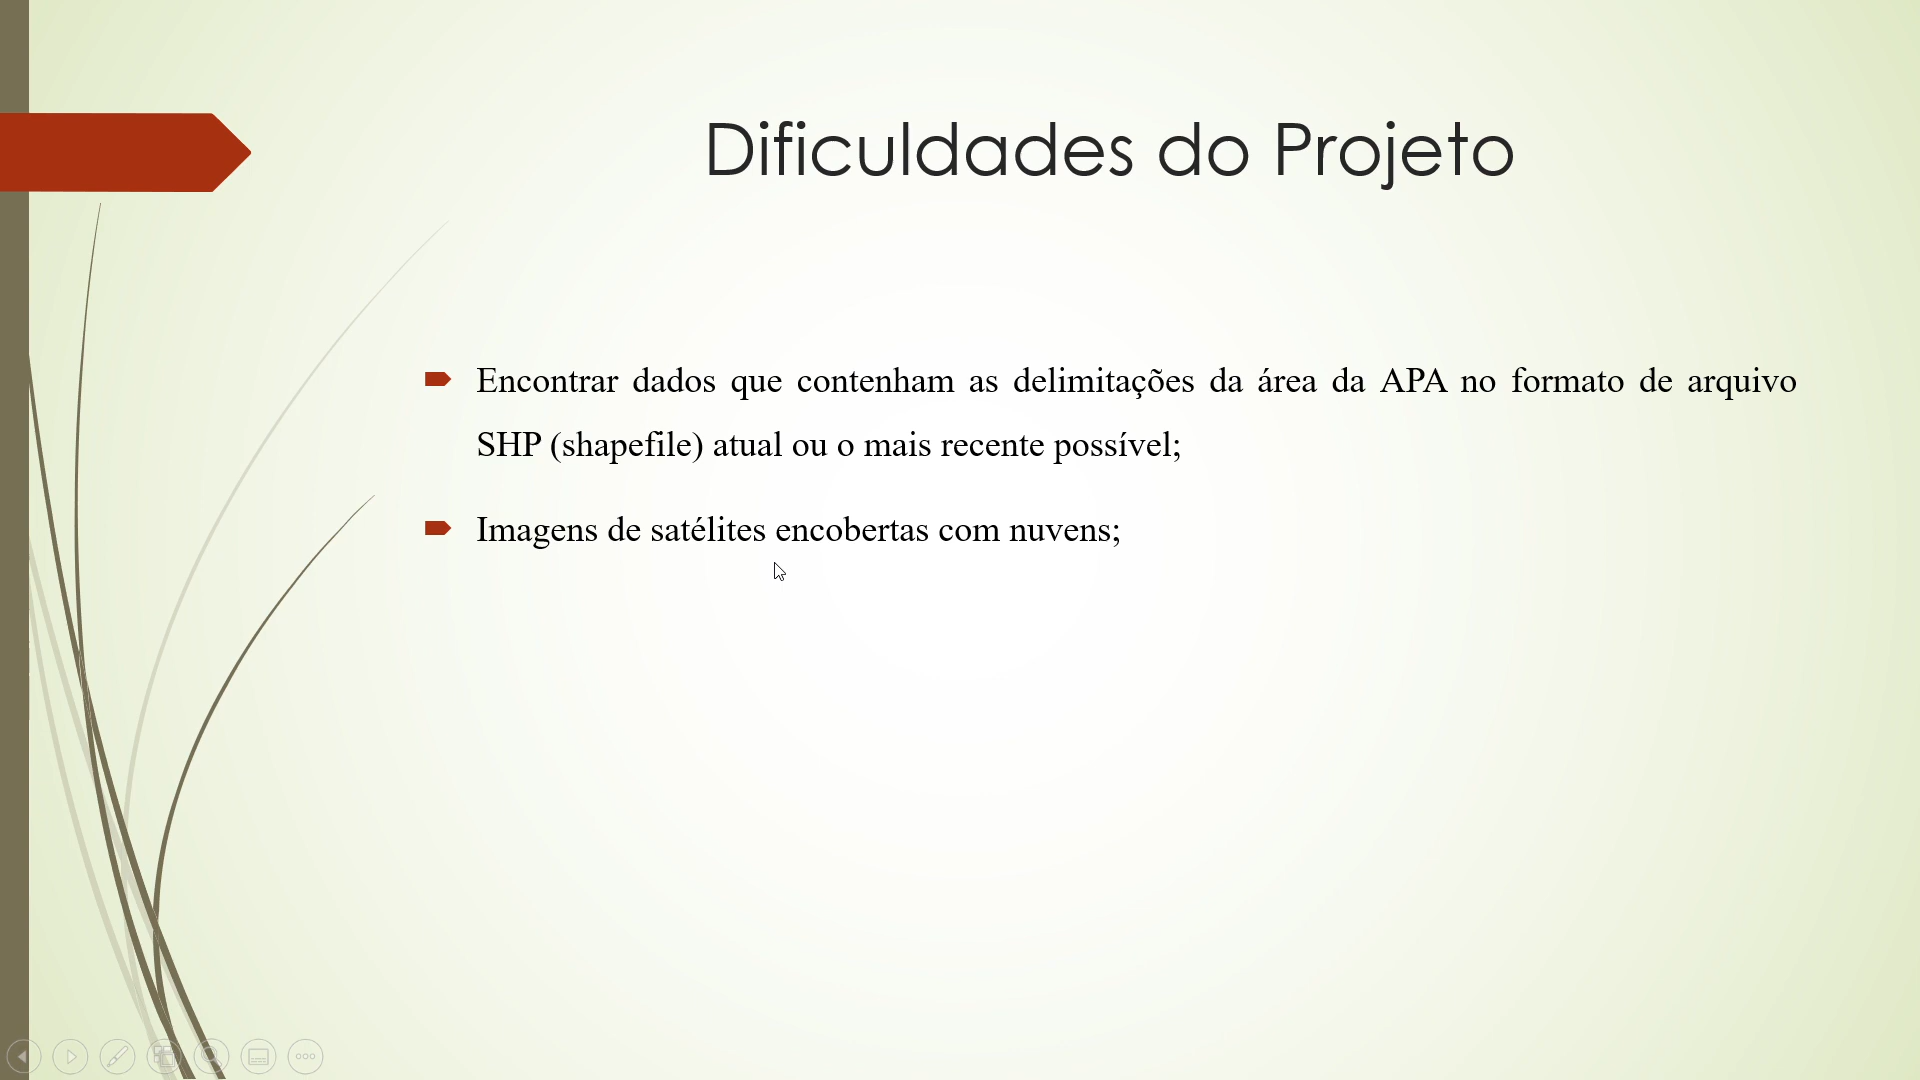 Dificuldades do Projeto
Encontrar dados que contenham as delimitações da área da APA no formato de arquivo
SHP (shapefile) atual ou o mais recente possível;
Imagens de satélites encobertas com nuvens;